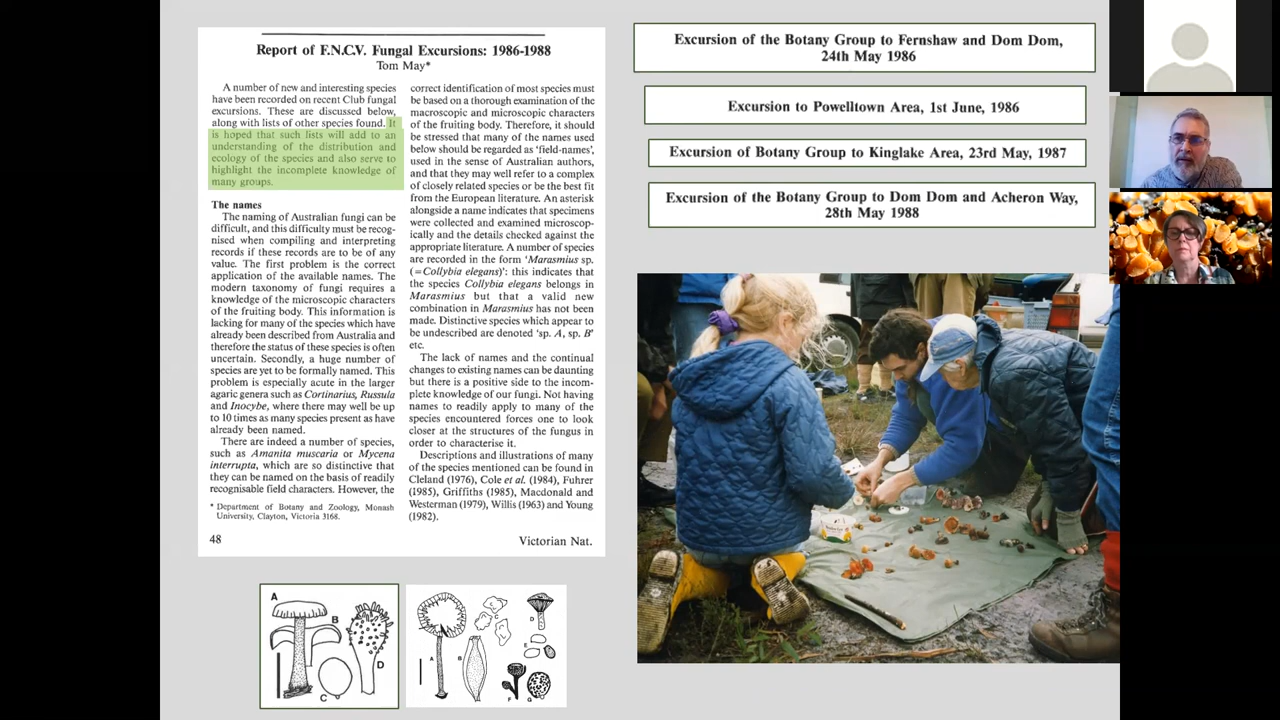 Report of F.N.C.V. Fungal Excursions: 1986-1988
Tom May*
A number of new and interesting species
have been recorded on recent Club fungal
excursions. These are discussed below,
along with lists of other species found. It
is hoped that such lists will add to an
understanding of the distribution and
ecology of the species and also serve to
highlight the incomplete knowledge of
many groups.
The names
The naming of Australian fungi can be
difficult, and this difficulty must be recog-
nised when compiling and interpreting
records if these records are to be of any
value. The first problem is the correct
application of the available names. The
modern taxonomy of fungi requires a
knowledge of the microscopic characters
of the fruiting body. This information is
lacking for many of the species which have
already been described from Australia and
therefore the status of these species is often
uncertain. Secondly, a huge number of
species are yet to be formally named. This
problem is especially acute in the larger
agaric genera such as Cortinarius, Russula
and Inocybe, where there may well be up
to 10 times as many species present as have
already been named.
There are indeed a number of species,
such as Amanita muscaria or Mycena
interrupta, which are so distinctive that
they can be named on the basis of readily
recognisable field characters. However, the
* Department of Botany and Zoology, Monash
University, Clayton, Victoria 3168.
correct identification of most species must
be based on a thorough examination of the
macroscopic and microscopic characters
of the fruiting body. Therefore, it should
be stressed that many of the names used
below should be regarded as 'field-names',
used in the sense of Australian authors,
and that they may well refer to a complex
of closely related species or be the best fit
from the European literature. An asterisk
alongside a name indicates that specimens
were collected and examined microscop-
ically and the details checked against the
appropriate literature. A number of species
are recorded in the form 'Marasmius sp.
(=Collybia elegans)': this indicates that
the species Collybia elegans belongs in
Marasmius but that a valid new
combination in Marasmius has not been
made. Distinctive species which appear to
be undescribed are denoted 'sp. A, sp. B'
etc.
The lack of names and the continual
changes to existing names can be daunting
but there is a positive side to the incom-
plete knowledge of our fungi. Not having
names to readily apply to many of the
species encountered forces one to look
closer at the structures of the fungus in
order to characterise it.
Descriptions and illustrations of many
of the species mentioned can be found in
Cleland (1976), Cole et al. (1984), Fuhrer
(1985), Griffiths (1985), Macdonald and
Westerman (1979), Willis (1963) and Young
(1982).
48
Victorian Nat.
Excursion of the Botany Group to Fernshaw and Dom Dom,
24th May 1986
Excursion to Powelltown Area, 1st June, 1986
Excursion of Botany Group to Kinglake Area, 23rd May, 1987
Excursion of the Botany Group to Dom Dom and Acheron Way,
28th May 1988
A
B
C
D
A
B
C
D
E
F
G